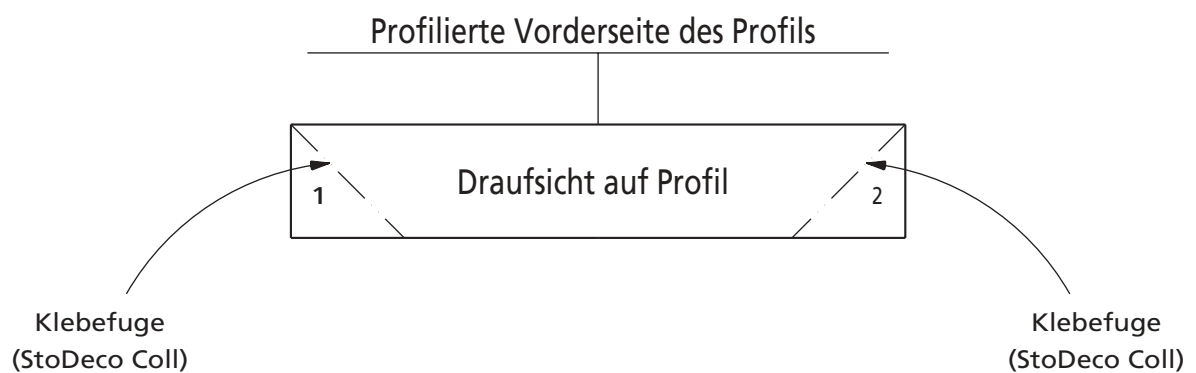 Profilierte Vorderseite des Profils
Draufsicht auf Profil
1
2
Klebefuge
(StoDeco Coll)
Klebefuge
(StoDeco Coll)